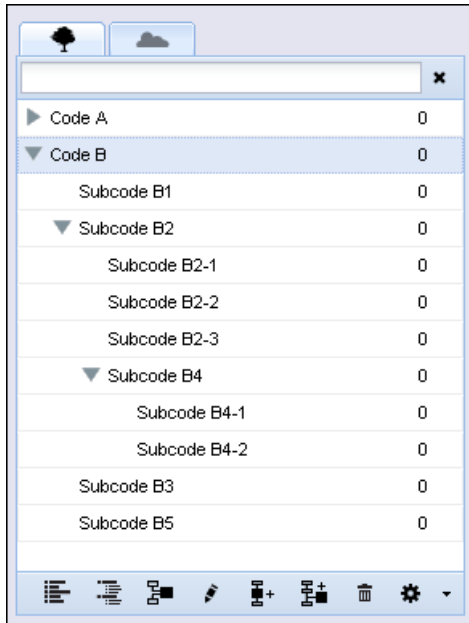 Code A 0
Code B 0
Subcode B1 0
Subcode B2 0
Subcode B2-1 0
Subcode B2-2 0
Subcode B2-3 0
Subcode B4 0
Subcode B4-1 0
Subcode B4-2 0
Subcode B3 0
Subcode B5 0